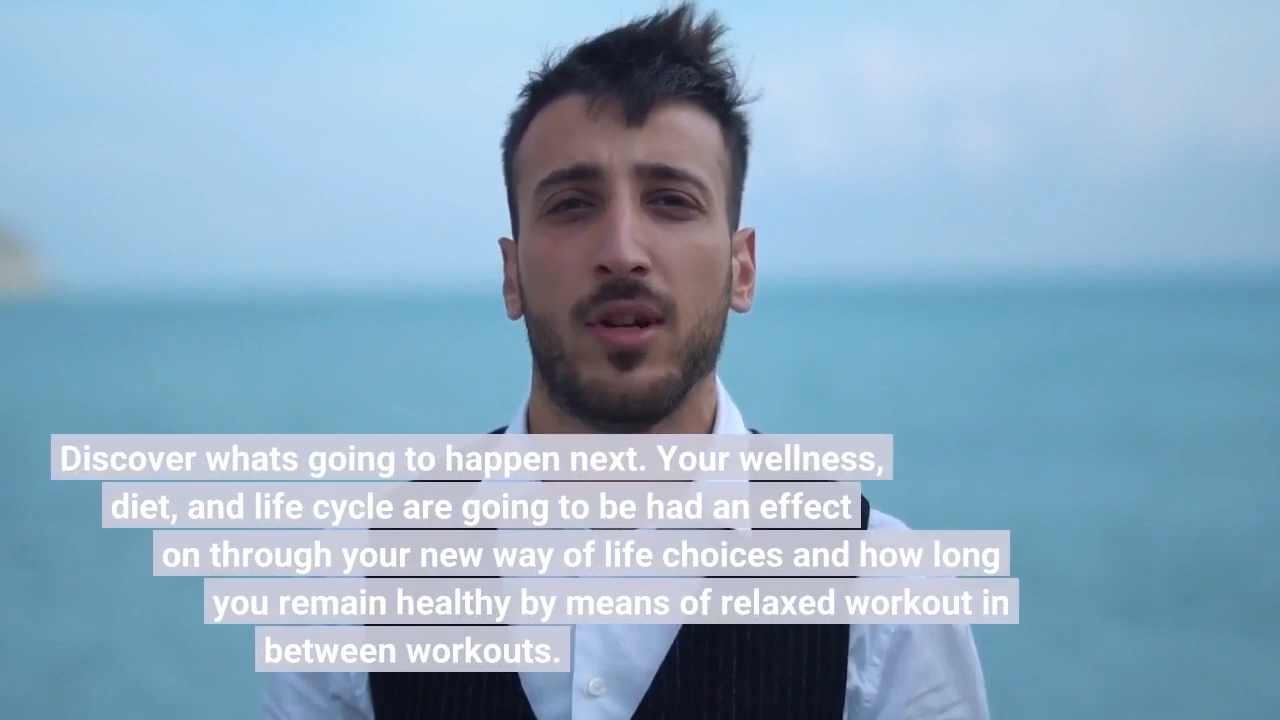 Discover whats going to happen next. Your wellness,
diet, and life cycle are going to be had an effect
on through your new way of life choices and how long
you remain healthy by means of relaxed workout in
between workouts.